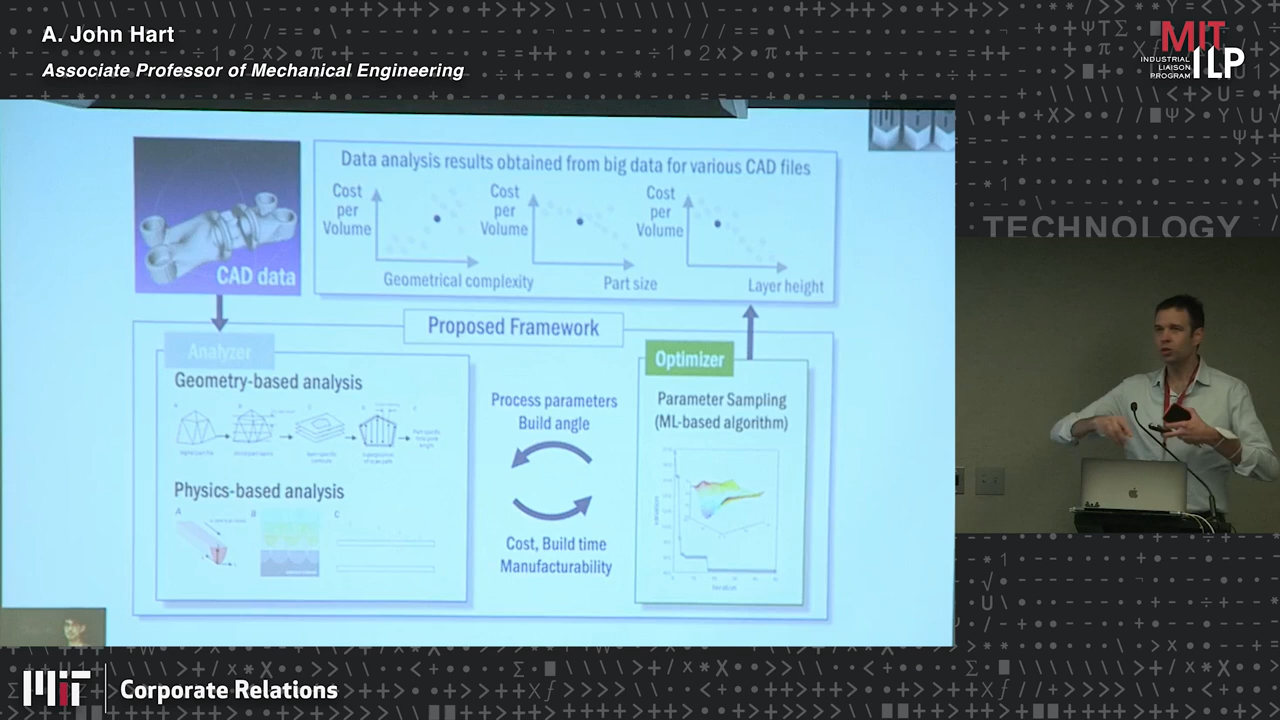 A. John Hart
Associate Professor of Mechanical Engineering
MIT
ILP
INDUSTRIAL
LIAISON
PROGRAM
TECHNOLOGY
Data analysis results obtained from big data for various CAD files
Cost
per
Volume
Geometrical complexity
Cost
per
Volume
Part size
Cost
per
Volume
Layer height
CAD data
Proposed Framework
Analyzer
Geometry-based analysis
Physics-based analysis
A
B
C
Process parameters
Build angle
Cost, Build time
Manufacturability
Optimizer
Parameter Sampling
(ML-based algorithm)
MIT
Corporate Relations